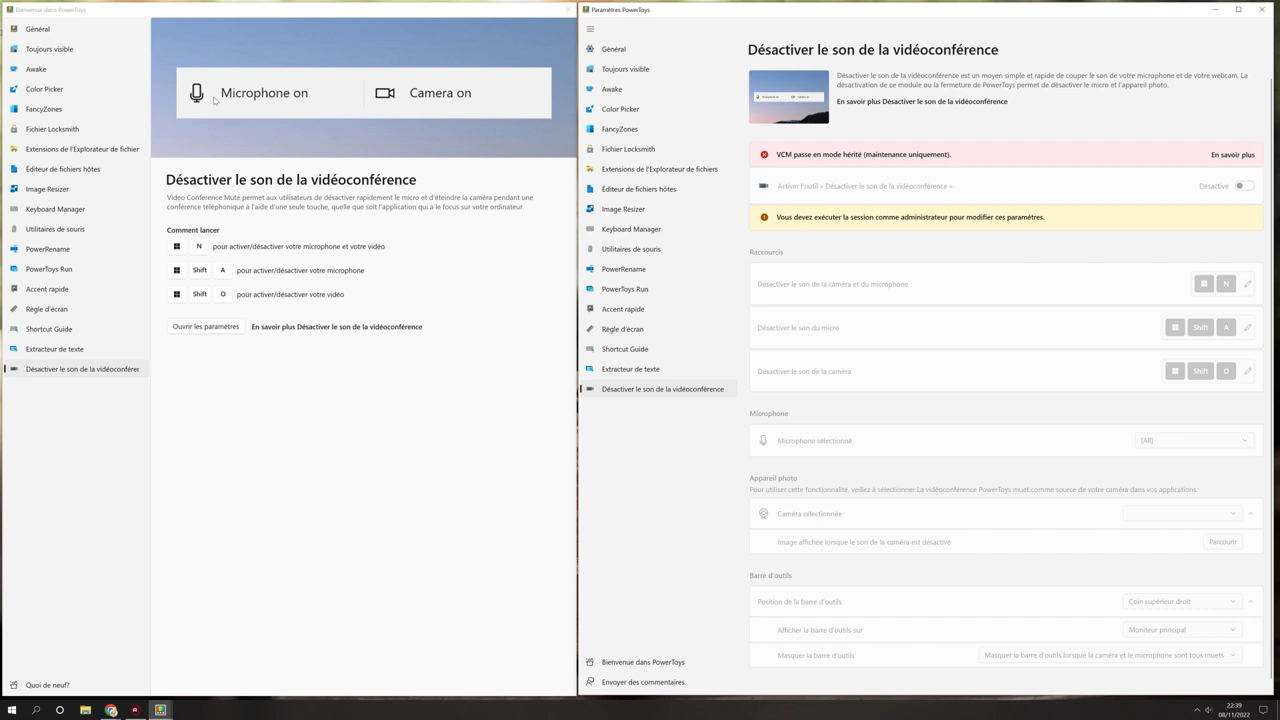 Bienvenue dans PowerToys
Général
Toujours visible
Awake
Color Picker
FancyZones
Fichier Locksmith
Extensions de l'Explorateur de fichier
Éditeur de fichiers hôtes
Image Resizer
Keyboard Manager
Utilitaires de souris
PowerRename
PowerToys Run
Accent rapide
Règle d'écran
Shortcut Guide
Extracteur de texte
Désactiver le son de la vidéoconférer
Quoi de neuf?
Microphone on
Camera on
Désactiver le son de la vidéoconférence
Video Conference Mute permet aux utilisateurs de désactiver rapidement le micro et d'éteindre la caméra pendant une
conférence téléphonique à l'aide d'une seule touche, quelle que soit l'application qui a le focus sur votre ordinateur.
Comment lancer
N pour activer/désactiver votre microphone et votre vidéo
Shift A pour activer/désactiver votre microphone
Shift O pour activer/désactiver votre vidéo
Ouvrir les paramètres En savoir plus Désactiver le son de la vidéoconférence
Paramètres PowerToys
Général
Toujours visible
Awake
Color Picker
FancyZones
Fichier Locksmith
Extensions de l'Explorateur de fichiers
Éditeur de fichiers hôtes
Image Resizer
Keyboard Manager
Utilitaires de souris
PowerRename
PowerToys Run
Accent rapide
Règle d'écran
Shortcut Guide
Extracteur de texte
Désactiver le son de la vidéoconférence
Bienvenue dans PowerToys
Envoyer des commentaires
Désactiver le son de la vidéoconférence
Microphone on Camera on
Désactiver le son de la vidéoconférence est un moyen simple et rapide de couper le son de votre microphone et de votre webcam. La
désactivation de ce module ou la fermeture de PowerToys permet de désactiver le micro et l'appareil photo.
En savoir plus Désactiver le son de la vidéoconférence
VCM passe en mode hérité (maintenance uniquement). En savoir plus
Activer l'outil « Désactiver le son de la vidéoconférence » Désactivé
Vous devez exécuter la session comme administrateur pour modifier ces paramètres.
Raccourcis
Désactiver le son de la caméra et du microphone N
Désactiver le son du micro Shift A
Désactiver le son de la caméra Shift O
Microphone
Microphone sélectionné [All]
Appareil photo
Pour utiliser cette fonctionnalité, veillez à sélectionner La vidéoconférence PowerToys muet comme source de votre caméra dans vos applications.
Caméra sélectionnée
Image affichée lorsque le son de la caméra est désactivé Parcourir
Barre d'outils
Position de la barre d'outils Coin supérieur droit
Afficher la barre d'outils sur Moniteur principal
Masquer la barre d'outils Masquer la barre d'outils lorsque la caméra et le microphone sont tous muets
22:39
08/11/2022